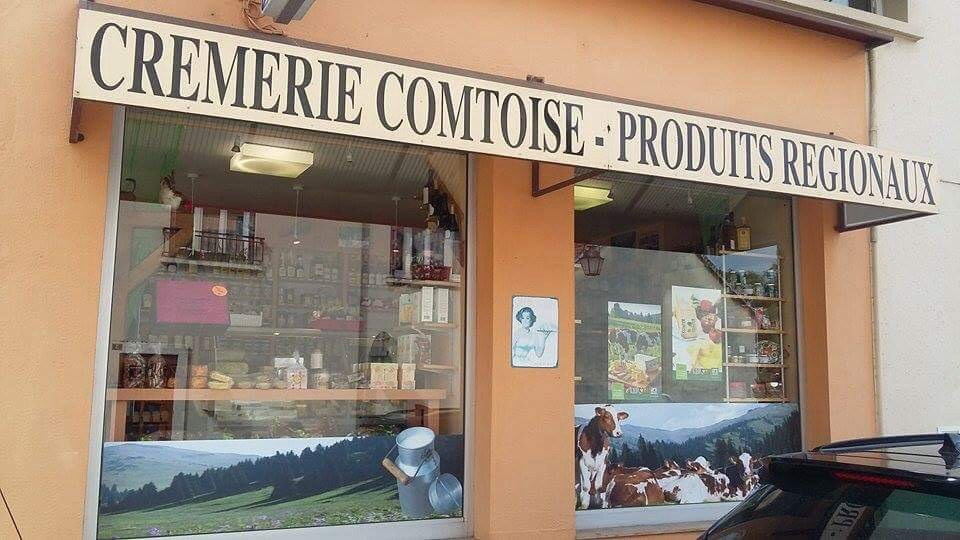 CREMERIE COMTOISE - PRODUITS REGIONAUX